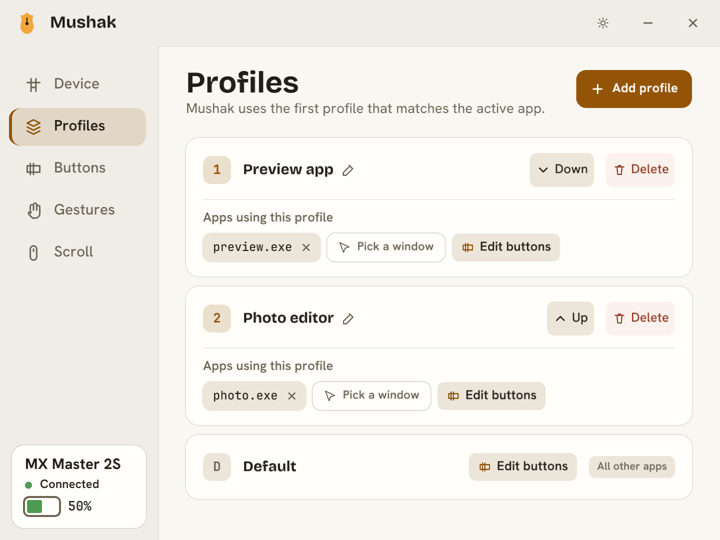 Mushak
Device
Profiles
Buttons
Gestures
Scroll
MX Master 2S
Connected
50%
Profiles
Mushak uses the first profile that matches the active app.
Add profile
1 Preview app Down Delete
Apps using this profile
preview.exe Pick a window Edit buttons
2 Photo editor Up Delete
Apps using this profile
photo.exe Pick a window Edit buttons
D Default Edit buttons All other apps